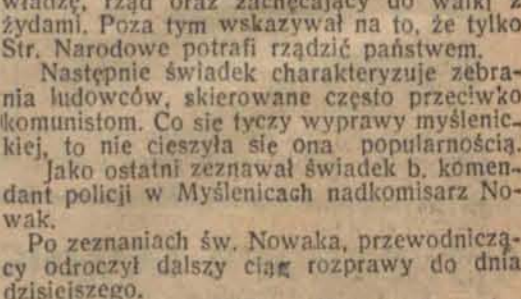 władzę, rząd oraz zachęcający do walki z
żydami. Poza tym wskazywał na to, że tylko
Str. Narodowe potrafi rządzić państwem.
Następnie świadek charakteryzuje zebra-
nia ludowców, skierowane często przeciwko
komunistom. Co się tyczy wyprawy myślenic-
kiej, to nie cieszyła się ona popularnością.
Jako ostatni zeznawał świadek b. komen-
dant policji w Myślenicach nadkomisarz No-
wak.
Po zeznaniach św. Nowaka, przewodniczą-
cy odroczył dalszy ciąg rozprawy do dnia
dzisiejszego.